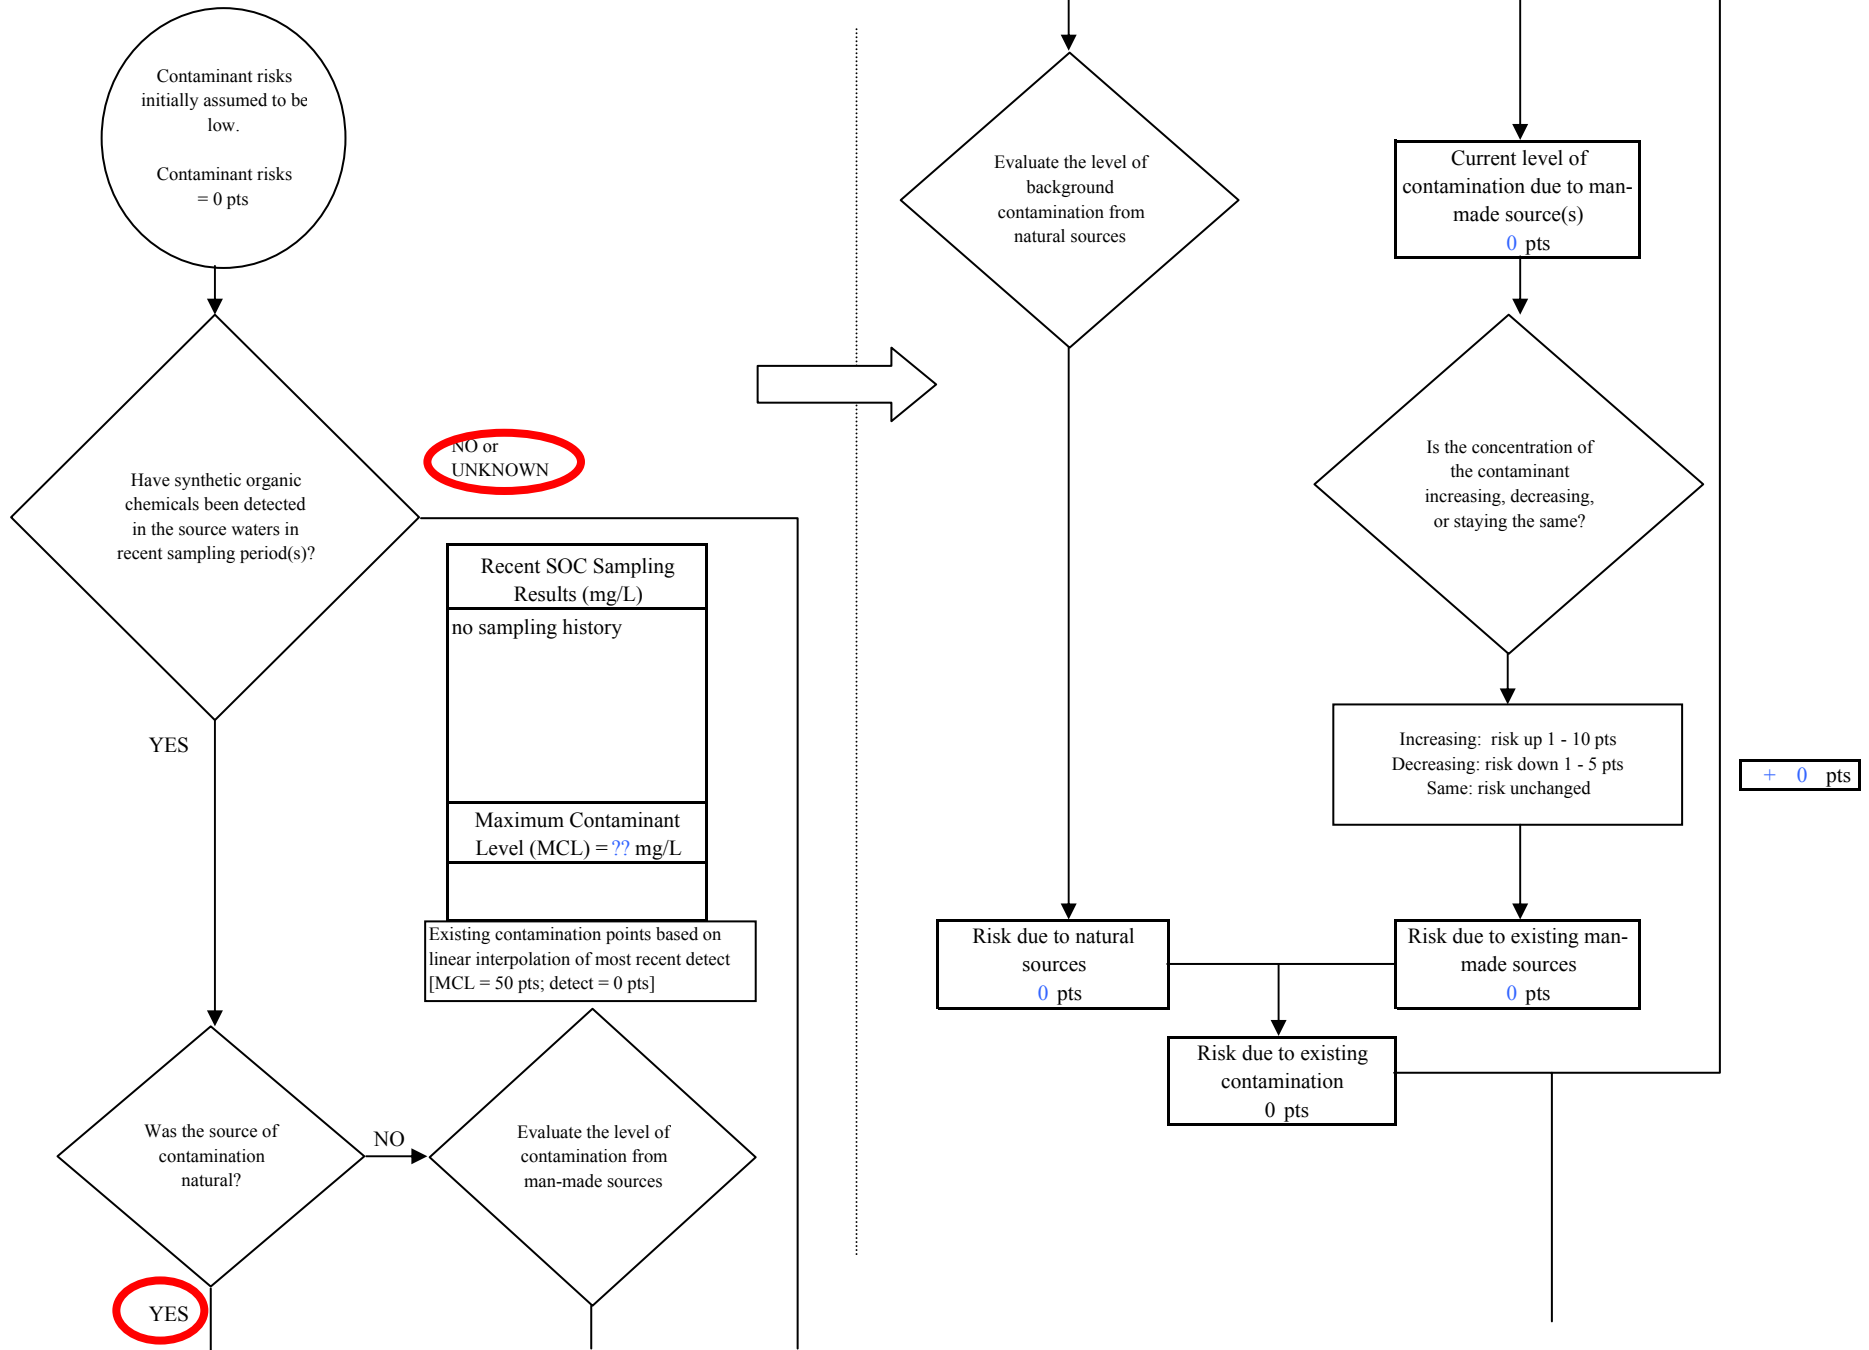 Contaminant risks
initially assumed to be
low.
Contaminant risks
= 0 pts
Have synthetic organic
chemicals been detected
in the source waters in
recent sampling period(s)?
NO or
UNKNOWN
YES
Recent SOC Sampling
Results (mg/L)
no sampling history
Maximum Contaminant
Level (MCL) = ?? mg/L
Existing contamination points based on
linear interpolation of most recent detect
[MCL = 50 pts; detect = 0 pts]
Was the source of
contamination
natural?
NO
Evaluate the level of
contamination from
man-made sources
YES
Evaluate the level of
background
contamination from
natural sources
Current level of
contamination due to man-
made source(s)
0 pts
Is the concentration of
the contaminant
increasing, decreasing,
or staying the same?
Increasing: risk up 1 - 10 pts
Decreasing: risk down 1 - 5 pts
Same: risk unchanged
+ 0 pts
Risk due to natural
sources
0 pts
Risk due to existing man-
made sources
0 pts
Risk due to existing
contamination
0 pts